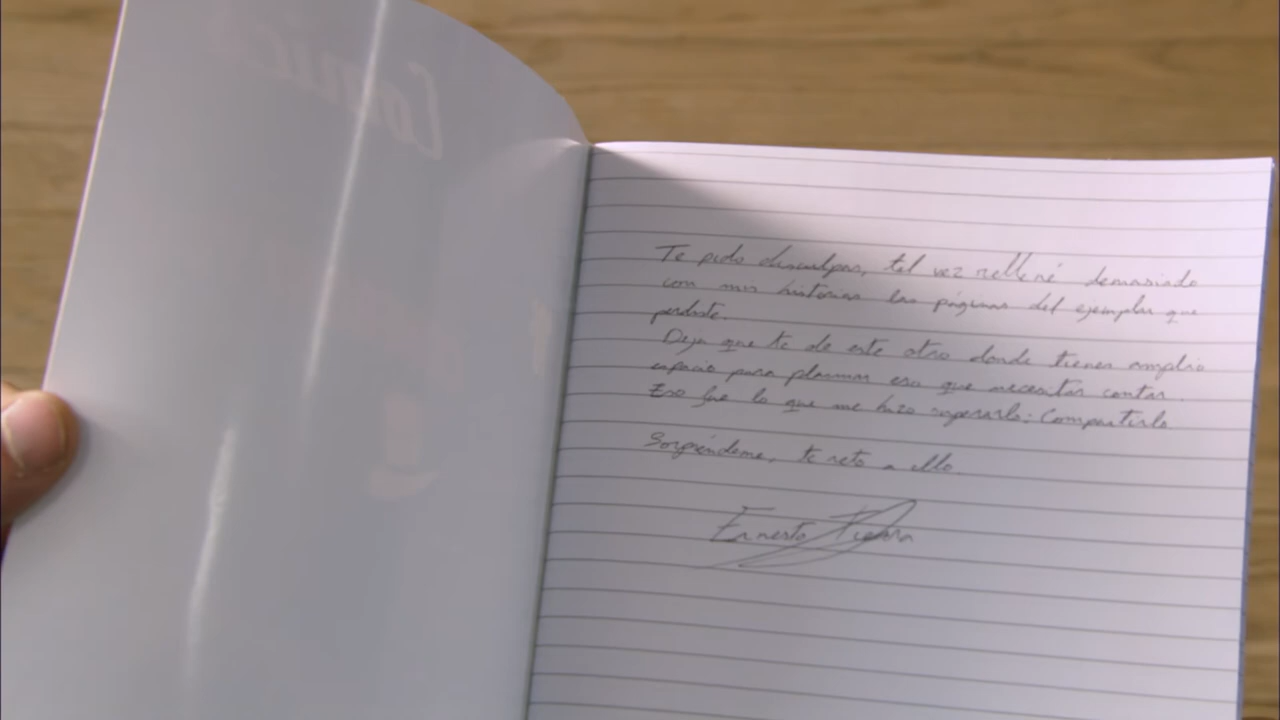 Comics
Te pido disculpas, tal vez rellené demasiado
con mis historias las páginas del ejemplar que
perdiste.
Deja que te de este otro donde tienes amplio
espacio para plasmar eso que necesitas contar.
Eso fue lo que me hizo superarlo: Compartirlo
Sorpréndeme, te reto a ello.
Ernesto